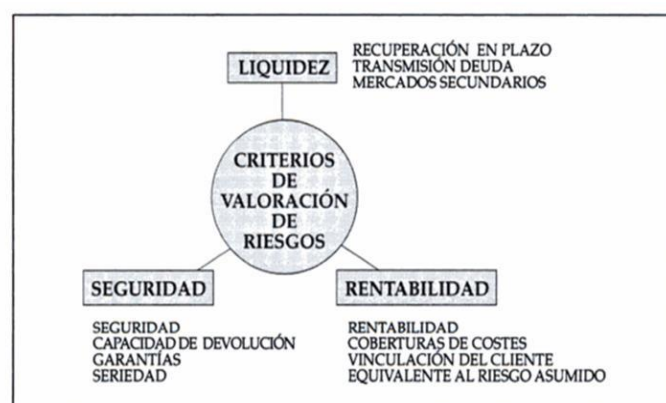 LIQUIDEZ
RECUPERACIÓN EN PLAZO
TRANSMISIÓN DEUDA
MERCADOS SECUNDARIOS
CRITERIOS
DE
VALORACIÓN
DE
RIESGOS
SEGURIDAD
SEGURIDAD
CAPACIDAD DE DEVOLUCIÓN
GARANTÍAS
SERIEDAD
RENTABILIDAD
RENTABILIDAD
COBERTURAS DE COSTES
VINCULACIÓN DEL CLIENTE
EQUIVALENTE AL RIESGO ASUMIDO